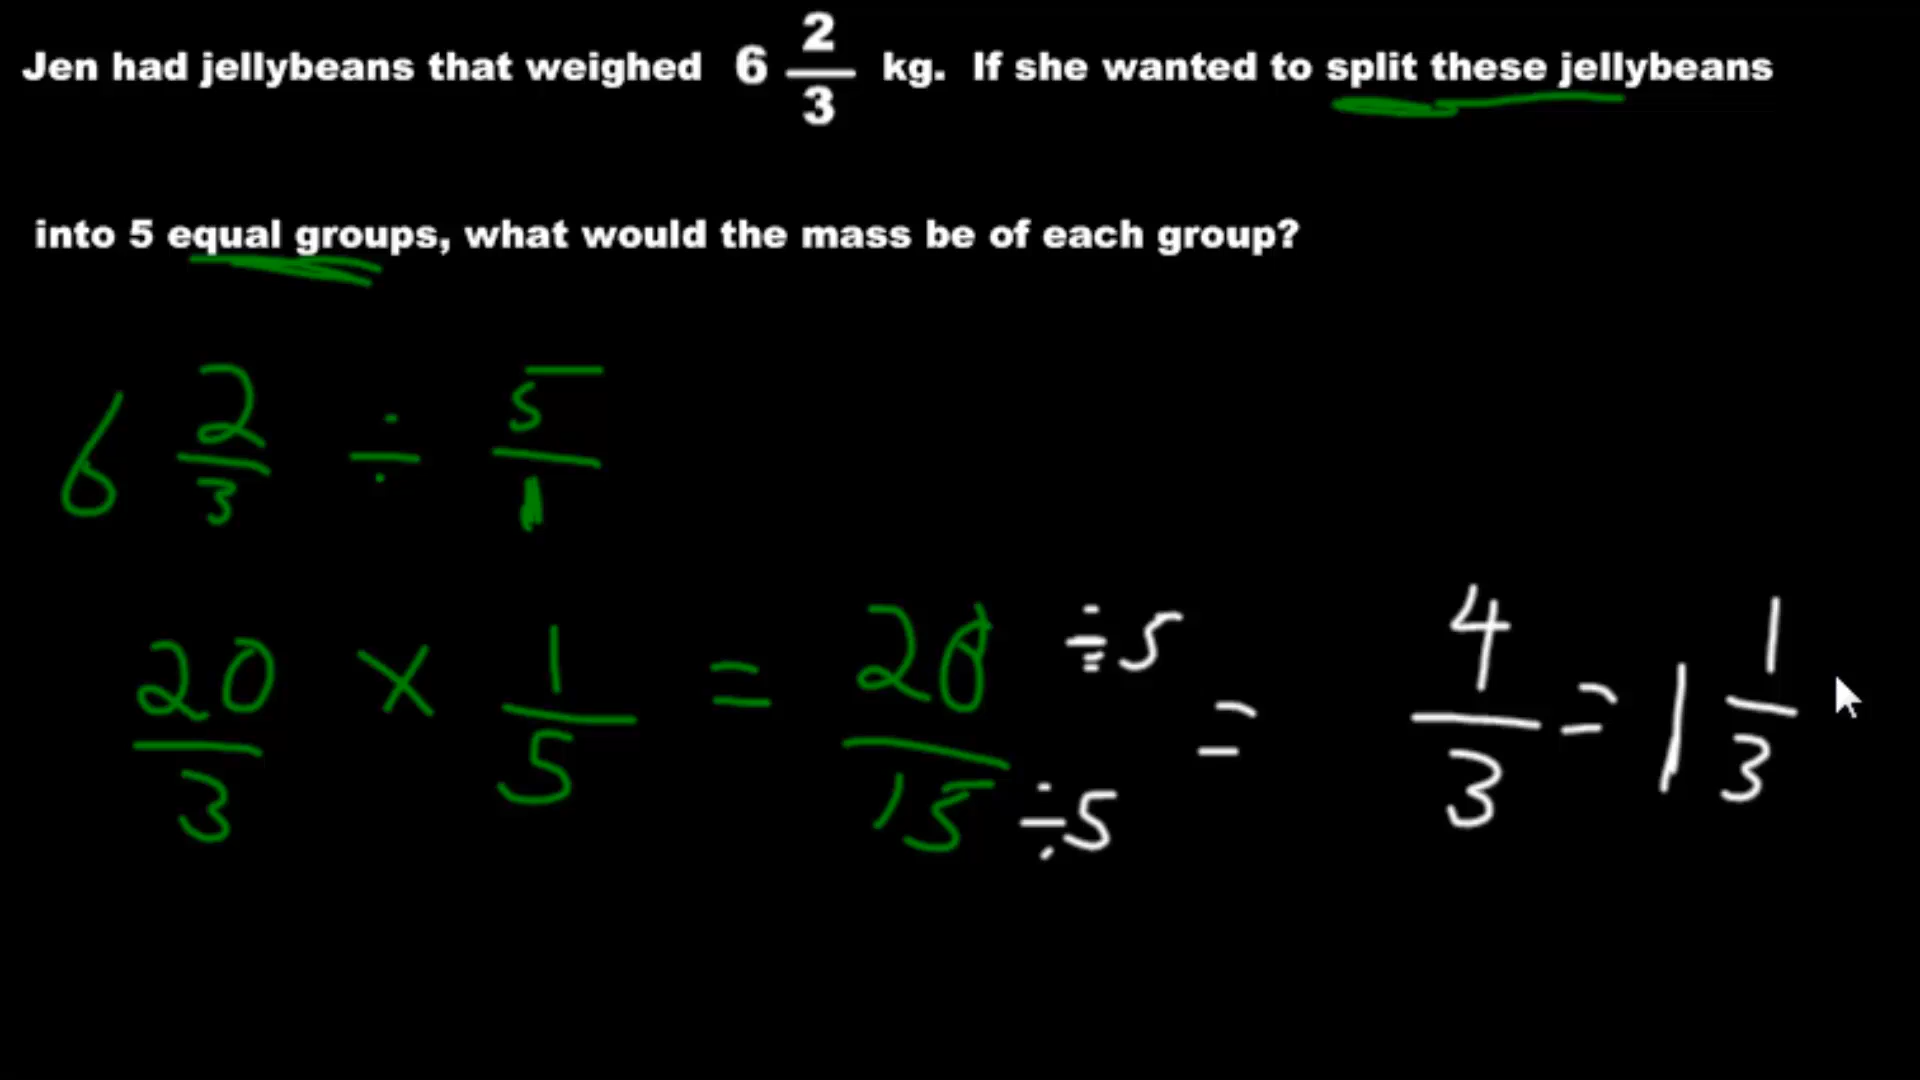 Jen had jellybeans that weighed 6 2/3 kg. If she wanted to split these jellybeans
into 5 equal groups, what would the mass be of each group?
6 2/3 ÷ 5/1
20/3 × 1/5 = 20÷5/15÷5 = 4/3 = 1 1/3